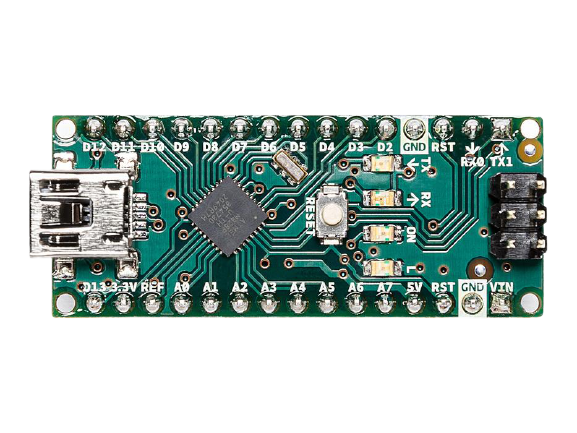 D12 D11 D10 D9 D8 D7 D6 D5 D4 D3 D2 GND RST RX0 TX1
TX
RX
ON
L
RESET
D13 3.3V REF A0 A1 A2 A3 A4 A5 A6 A7 5V RST GND VIN